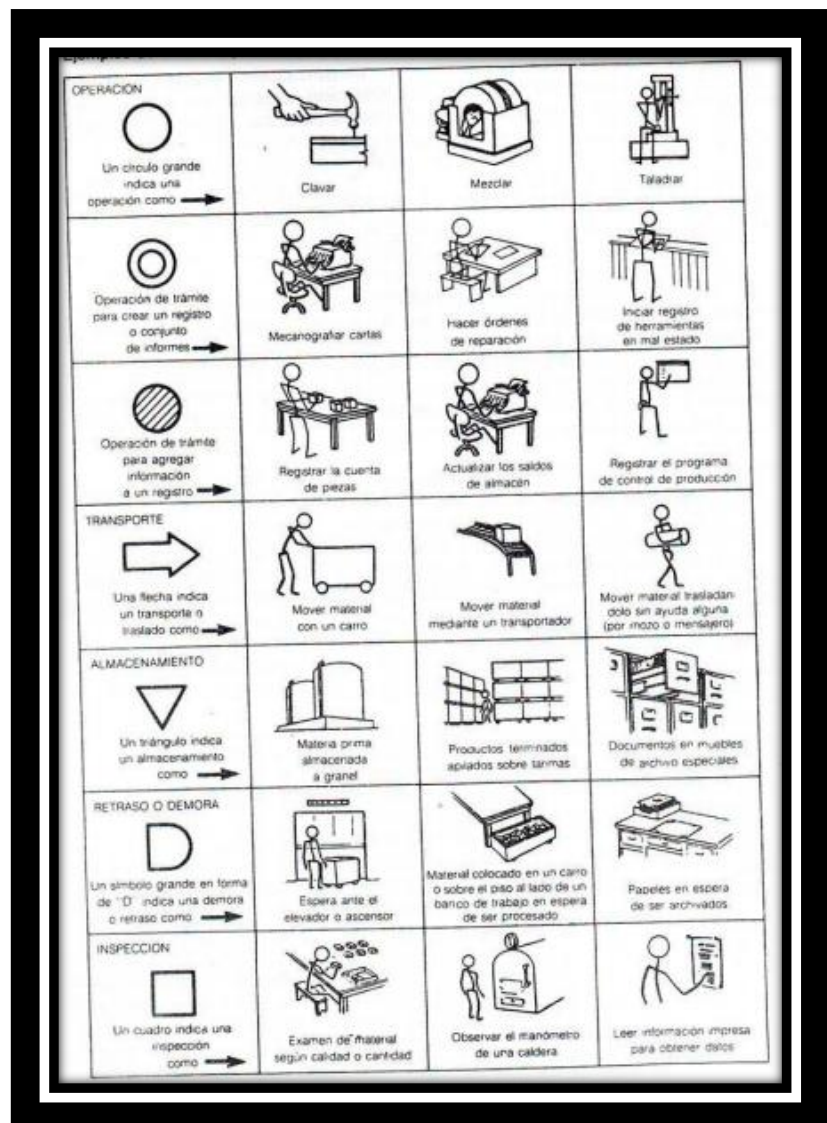 OPERACION
Un círculo grande
indica una
operación como
Clavar
Mezclar
Taladrar
Operación de trámite
para crear un registro
o conjunto
de informes
Mecanografiar cartas
Hacer órdenes
de reparación
Iniciar registro
de herramientas
en mal estado
Operación de trámite
para agregar
información
a un registro
Registrar la cuenta
de piezas
Actualizar los saldos
de almacén
Registrar el programa
de control de producción
TRANSPORTE
Una flecha indica
un transporte o
traslado como
Mover material
con un carro
Mover material
mediante un transportador
Mover material trasladán
dolo sin ayuda alguna
(por mozo o mensajero)
ALMACENAMIENTO
Un triángulo indica
un almacenamiento
como
Materia prima
almacenada
a granel
Productos terminados
apilados sobre tarimas
Documentos en muebles
de archivo especiales
RETRASO O DEMORA
Un símbolo grande en forma
de "D" indica una demora
o retraso como
Espera ante el
elevador o ascensor
Material colocado en un carro
o sobre el piso al lado de un
banco de trabajo en espera
de ser procesado
Papeles en espera
de ser archivados
INSPECCION
Un cuadro indica una
inspección
como
Examen de material
según calidad o cantidad
Observar el manómetro
de una caldera
Leer información impresa
para obtener datos